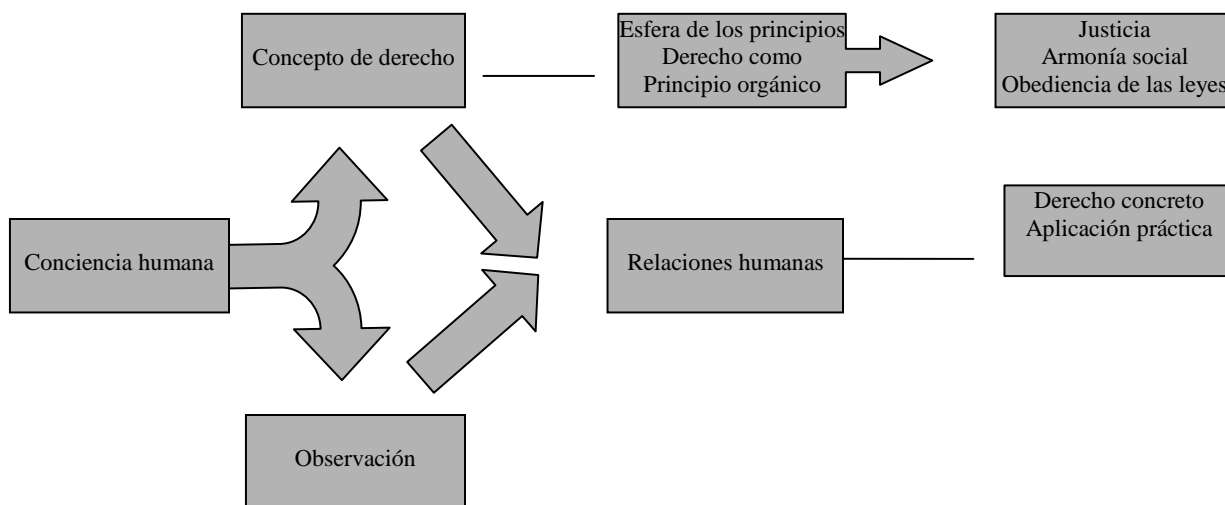 Concepto de derecho
Esfera de los principios
Derecho como
Principio orgánico
Justicia
Armonía social
Obediencia de las leyes
Conciencia humana
Relaciones humanas
Derecho concreto
Aplicación práctica
Observación